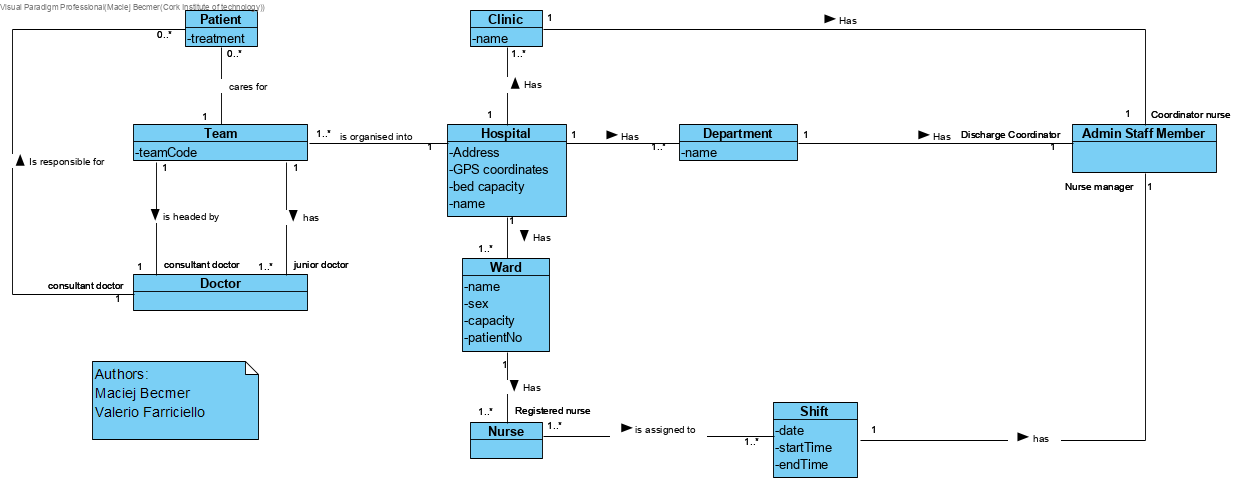 Visual Paradigm Professional(Maciej Becmer(Cork Institute of technology))
Patient
-treatment
0..*
0..*
cares for
1
Clinic
-name
1
1..*
Has
Has
1
Team
-teamCode
1..*
is organised into
1
Hospital
-Address
-GPS coordinates
-bed capacity
-name
1
Has
1..*
Department
-name
1
Has
Discharge Coordinator
1
1
Coordinator nurse
Admin Staff Member
Nurse manager
1
Is responsible for
1
1
is headed by
has
1
consultant doctor
1..*
junior doctor
consultant doctor
1
Doctor
1
Has
1..*
Ward
-name
-sex
-capacity
-patientNo
1
Has
1..*
Registered nurse
Nurse
1..*
is assigned to
1..*
Shift
-date
-startTime
-endTime
1
has
Authors:
Maciej Becmer
Valerio Farriciello